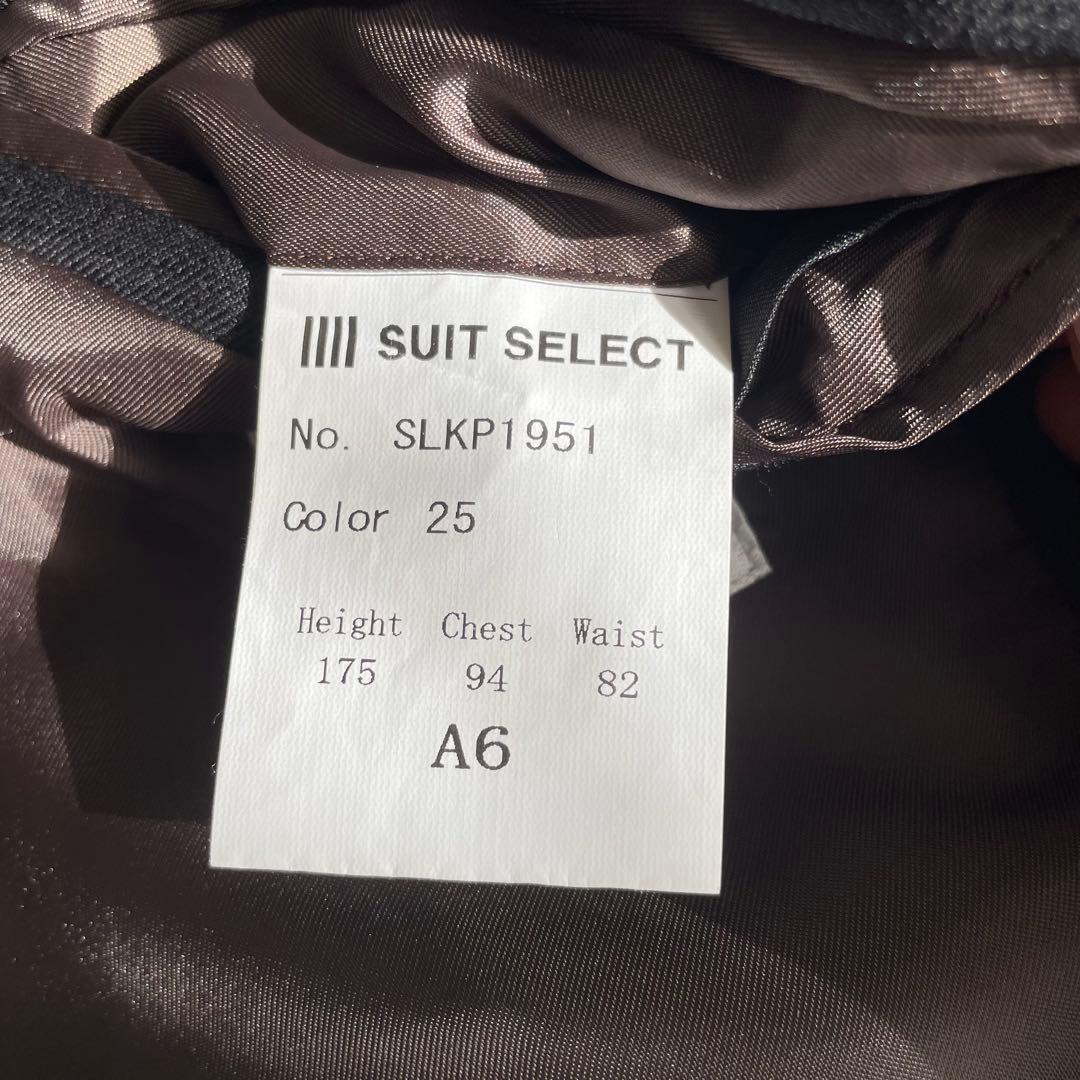 SUIT SELECT
No. SLKP1951
Color 25
Height Chest Waist
175 94 82
A6